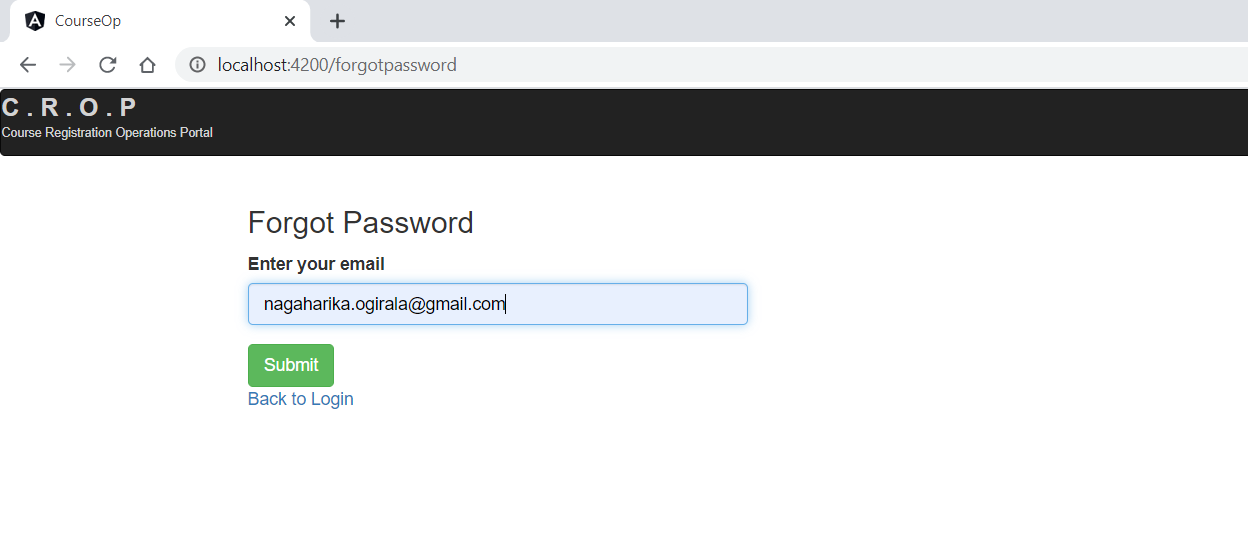 CourseOp
localhost:4200/forgotpassword
C . R . O . P
Course Registration Operations Portal
Forgot Password
Enter your email
nagaharika.ogirala@gmail.com
Submit
Back to Login